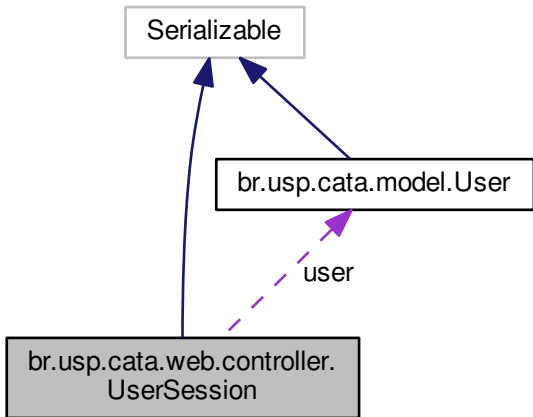 Serializable
br.usp.cata.model.User
user
br.usp.cata.web.controller.
UserSession